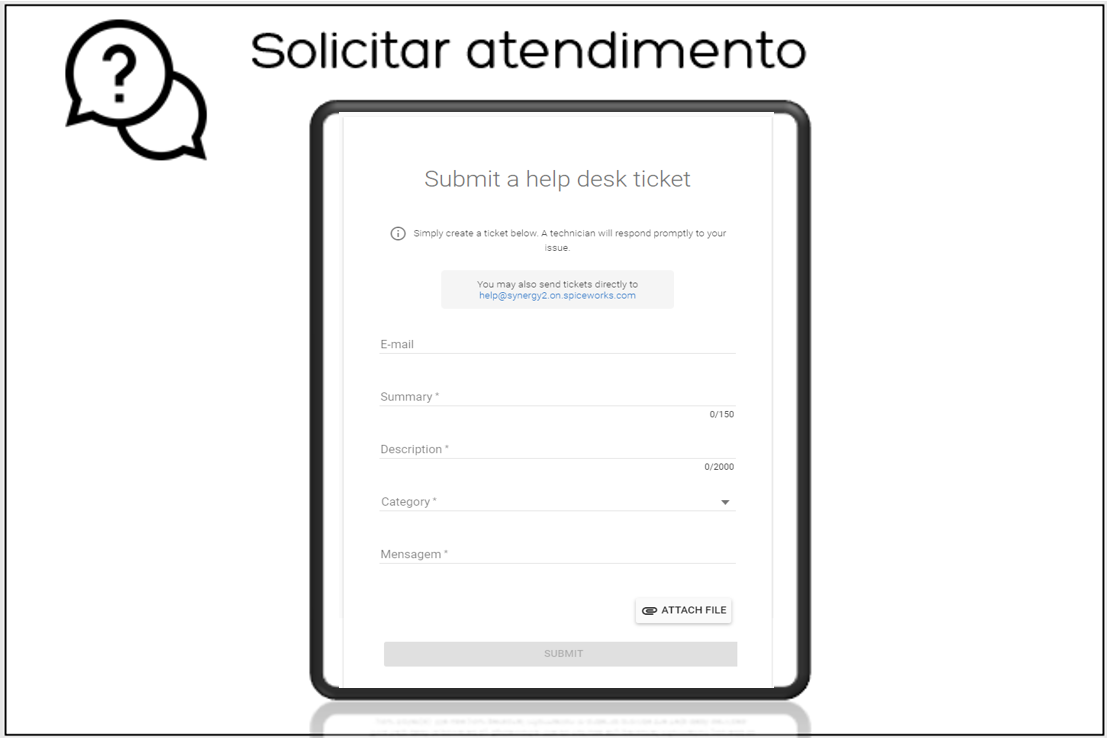 Solicitar atendimento
Submit a help desk ticket
Simply create a ticket below. A technician will respond promptly to your
issue.
You may also send tickets directly to
help@synergy2.on.spiceworks.com
E-mail
Summary *
0/150
Description *
0/2000
Category *
Mensagem *
ATTACH FILE
SUBMIT